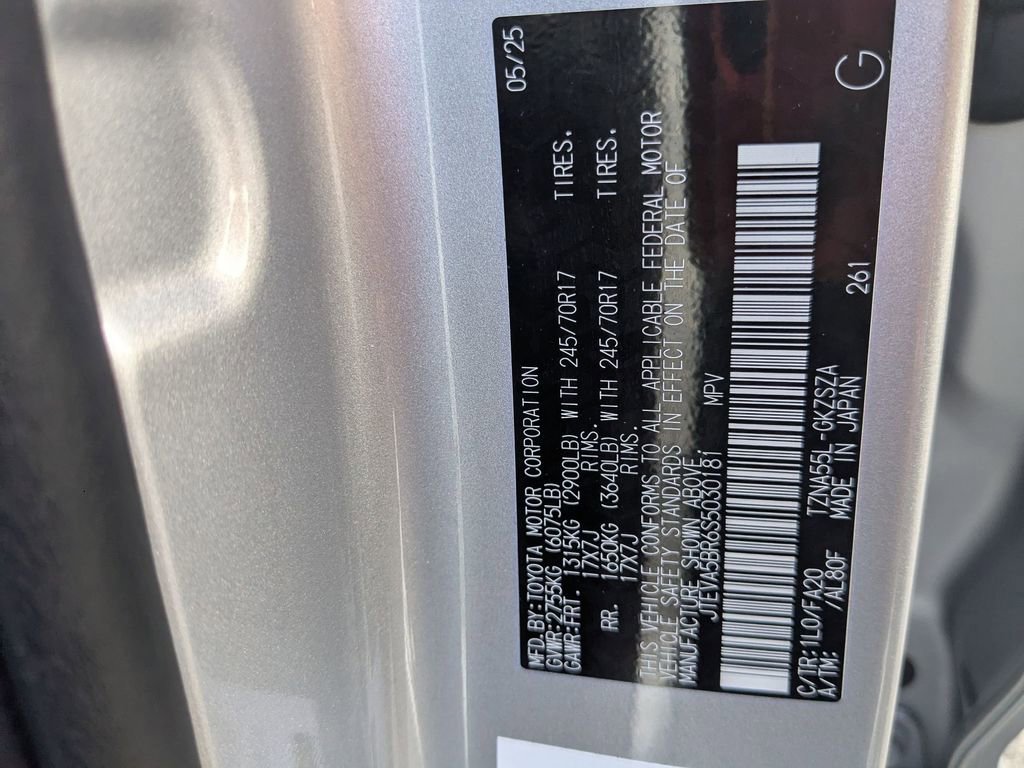 MFD.BY:TOYOTA MOTOR CORPORATION 05/25
GVWR:2755KG (6075LB)
GAWR:FRT. 1315KG (2900LB) WITH 245/70R17 TIRES.
17X7J RIMS.
RR. 1650KG (3640LB) WITH 245/70R17 TIRES.
17X7J RIMS.
THIS VEHICLE CONFORMS TO ALL APPLICABLE FEDERAL MOTOR
VEHICLE SAFETY STANDARDS IN EFFECT ON THE DATE OF
MANUFACTURE SHOWN ABOVE.
JTEVA5BR6S5030181 MPV
C/TR:1L0/FA20 TZNA55L-GKZSZA
A/TM: /AL80F MADE IN JAPAN 261 G